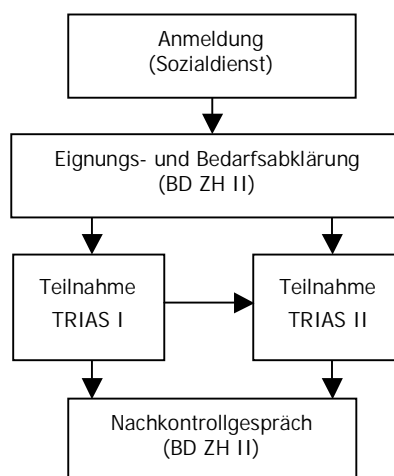 Anmeldung
(Sozialdienst)
Eignungs- und Bedarfsabklärung
(BD ZH II)
Teilnahme
TRIAS I
Teilnahme
TRIAS II
Nachkontrollgespräch
(BD ZH II)